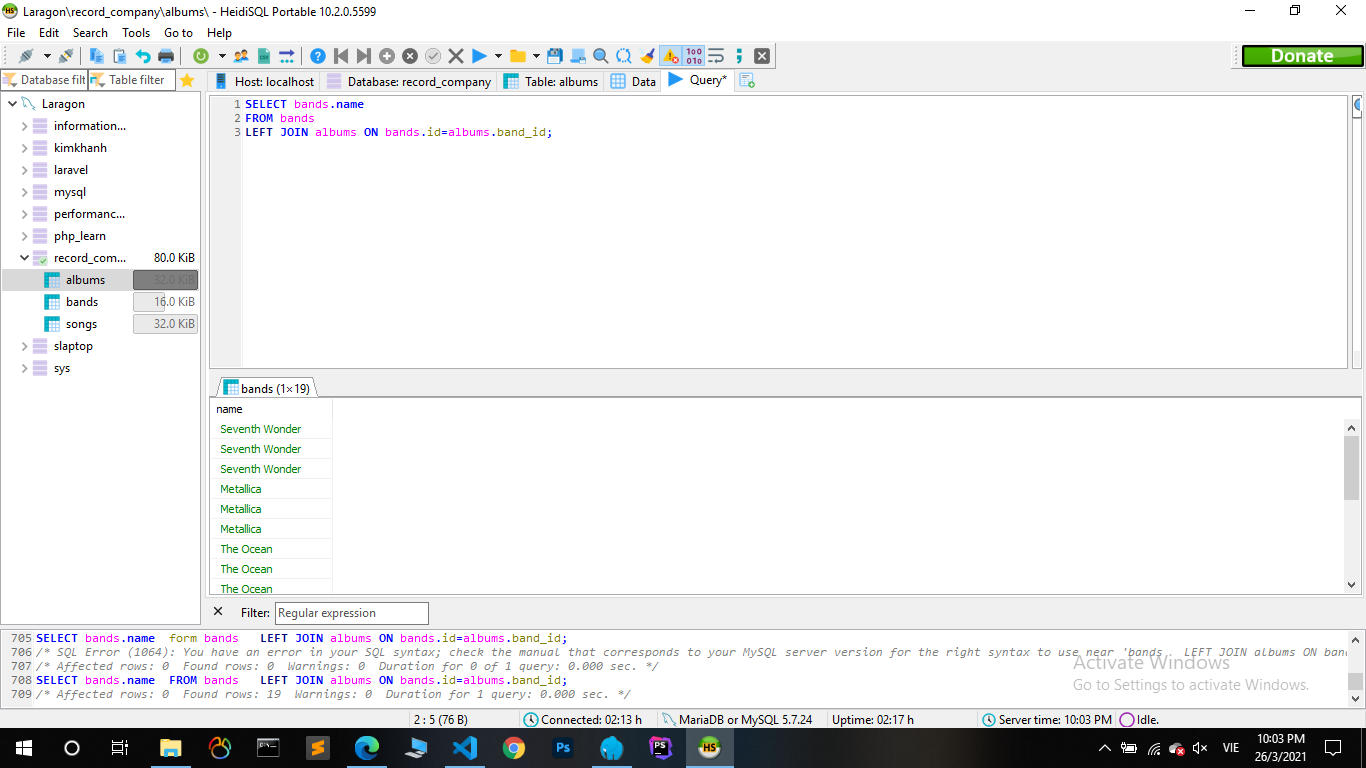 HS Laragon\record_company\albums\ - HeidiSQL Portable 10.2.0.5599
File Edit Search Tools Go to Help
Donate
Database filt Table filter
Host: localhost Database: record_company Table: albums Data Query*
Laragon
information...
kimkhanh
laravel
mysql
performanc...
php_learn
record_com... 80.0 KiB
albums 32.0 KiB
bands 16.0 KiB
songs 32.0 KiB
slaptop
sys
1 SELECT bands.name
2 FROM bands
3 LEFT JOIN albums ON bands.id=albums.band_id;
bands (1×19)
name
Seventh Wonder
Seventh Wonder
Seventh Wonder
Metallica
Metallica
Metallica
The Ocean
The Ocean
The Ocean
Filter: Regular expression
705 SELECT bands.name form bands LEFT JOIN albums ON bands.id=albums.band_id;
706 /* SQL Error (1064): You have an error in your SQL syntax; check the manual that corresponds to your MySQL server version for the right syntax to use near 'bands LEFT JOIN albums ON ban
707 /* Affected rows: 0 Found rows: 0 Warnings: 0 Duration for 0 of 1 query: 0.000 sec. */
708 SELECT bands.name FROM bands LEFT JOIN albums ON bands.id=albums.band_id;
709 /* Affected rows: 0 Found rows: 19 Warnings: 0 Duration for 1 query: 0.000 sec. */
Activate Windows
Go to Settings to activate Windows.
2 : 5 (76 B) Connected: 02:13 h MariaDB or MySQL 5.7.24 Uptime: 02:17 h Server time: 10:03 PM Idle.
Ps PS HS VIE 10:03 PM
26/3/2021